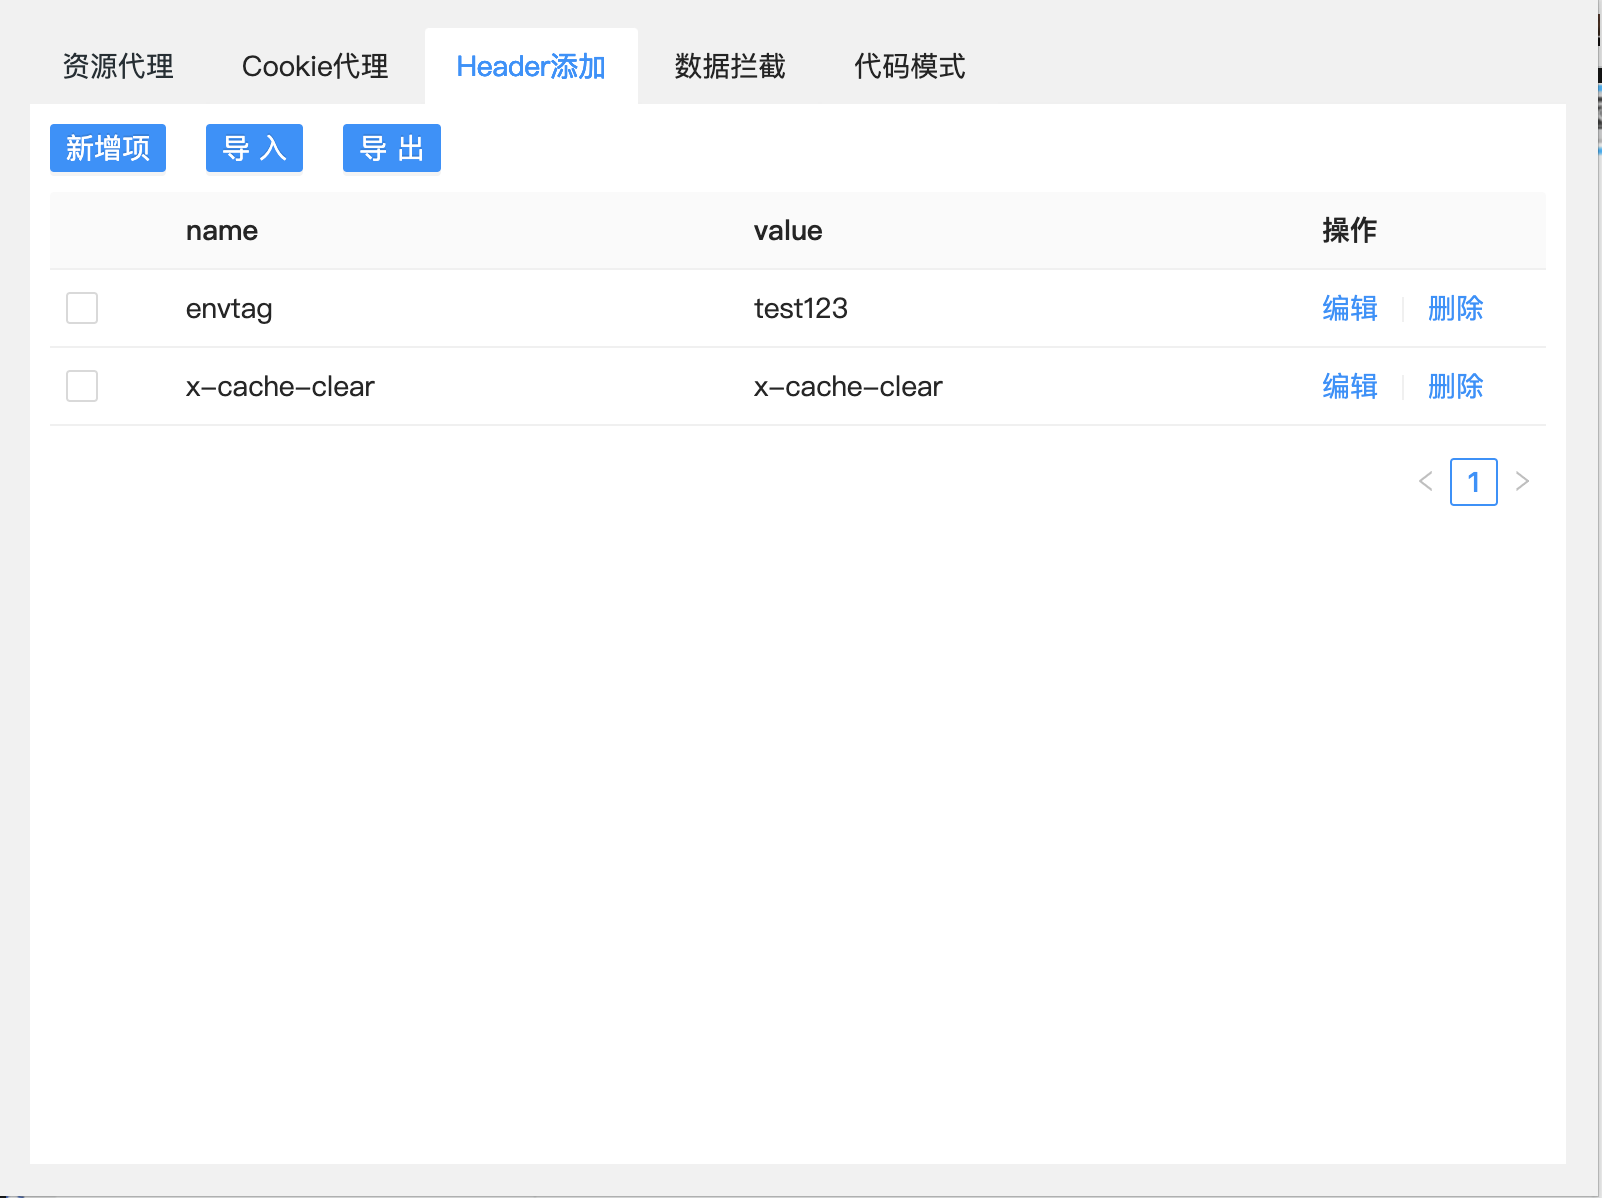 资源代理 Cookie代理 Header添加 数据拦截 代码模式
新增项 导 入 导 出
name value 操作
envtag test123 编辑 删除
x-cache-clear x-cache-clear 编辑 删除
< 1 >